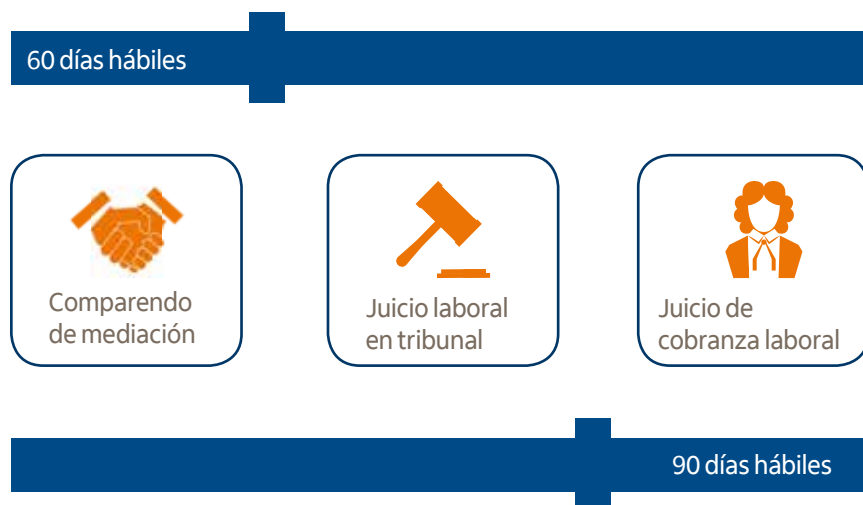 60 días hábiles
Comparendo
de mediación
Juicio laboral
en tribunal
Juicio de
cobranza laboral
90 días hábiles